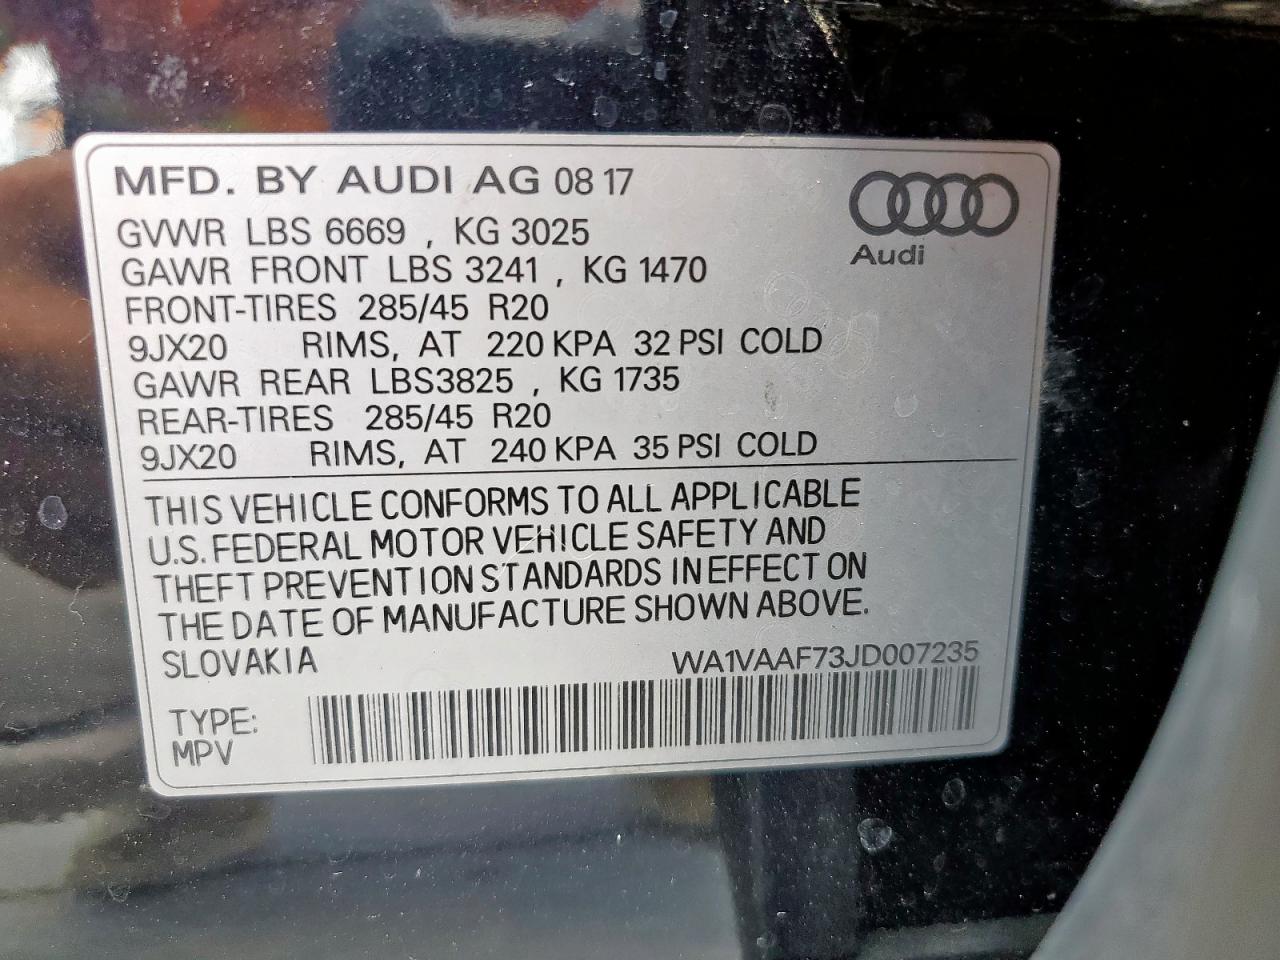 MFD. BY AUDI AG 08 17
GVWR LBS 6669 , KG 3025
Audi
GAWR FRONT LBS 3241 , KG 1470
FRONT-TIRES 285/45 R20
9JX20 RIMS, AT 220 KPA 32 PSI COLD
GAWR REAR LBS3825 , KG 1735
REAR-TIRES 285/45 R20
9JX20 RIMS, AT 240 KPA 35 PSI COLD
THIS VEHICLE CONFORMS TO ALL APPLICABLE
U.S. FEDERAL MOTOR VEHICLE SAFETY AND
THEFT PREVENTION STANDARDS IN EFFECT ON
THE DATE OF MANUFACTURE SHOWN ABOVE.
SLOVAKIA WA1VAAF73JD007235
TYPE:
MPV